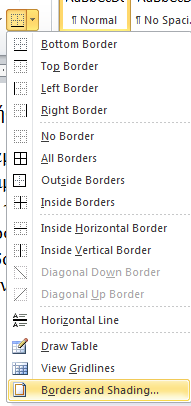 ¶ Normal
¶ No Spaci...
Bottom Border
Top Border
Left Border
Right Border
No Border
All Borders
Outside Borders
Inside Borders
Inside Horizontal Border
Inside Vertical Border
Diagonal Down Border
Diagonal Up Border
Horizontal Line
Draw Table
View Gridlines
Borders and Shading...